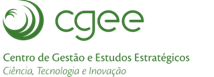 cgee
Centro de Gestão e Estudos Estratégicos
Ciência, Tecnologia e Inovação